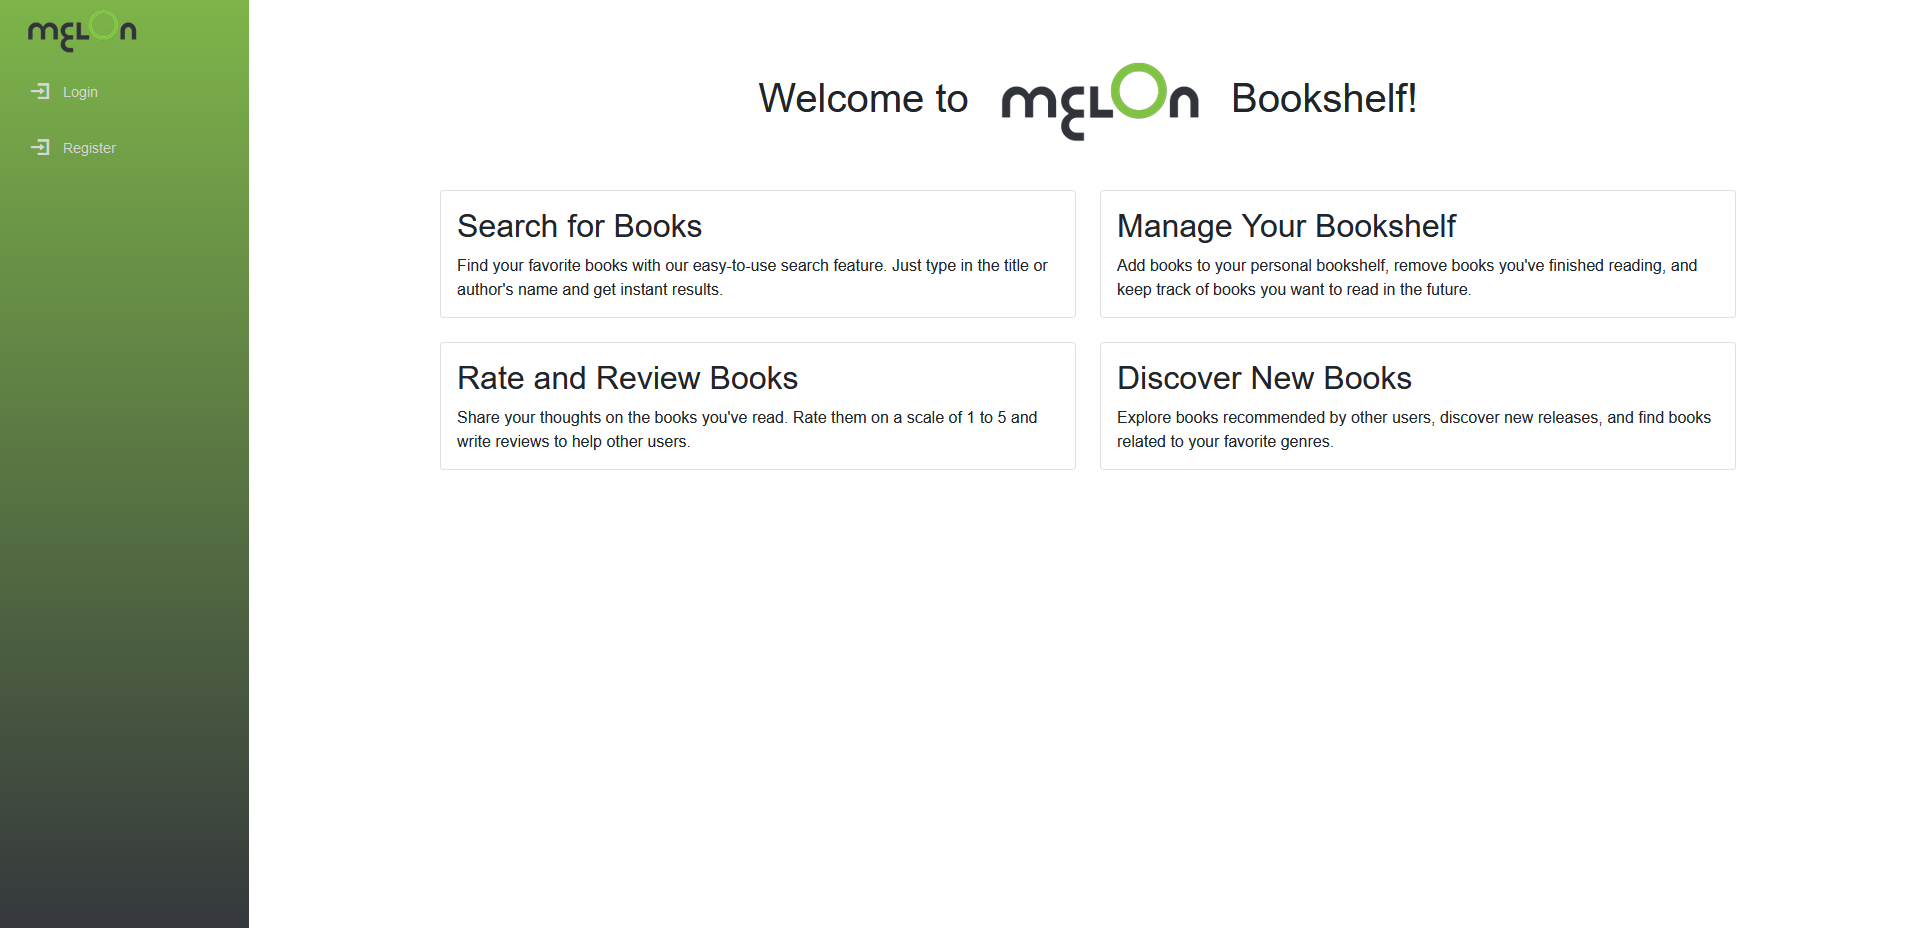 melon
Login
Register
Welcome to melon Bookshelf!
Search for Books
Find your favorite books with our easy-to-use search feature. Just type in the title or
author's name and get instant results.
Manage Your Bookshelf
Add books to your personal bookshelf, remove books you've finished reading, and
keep track of books you want to read in the future.
Rate and Review Books
Share your thoughts on the books you've read. Rate them on a scale of 1 to 5 and
write reviews to help other users.
Discover New Books
Explore books recommended by other users, discover new releases, and find books
related to your favorite genres.